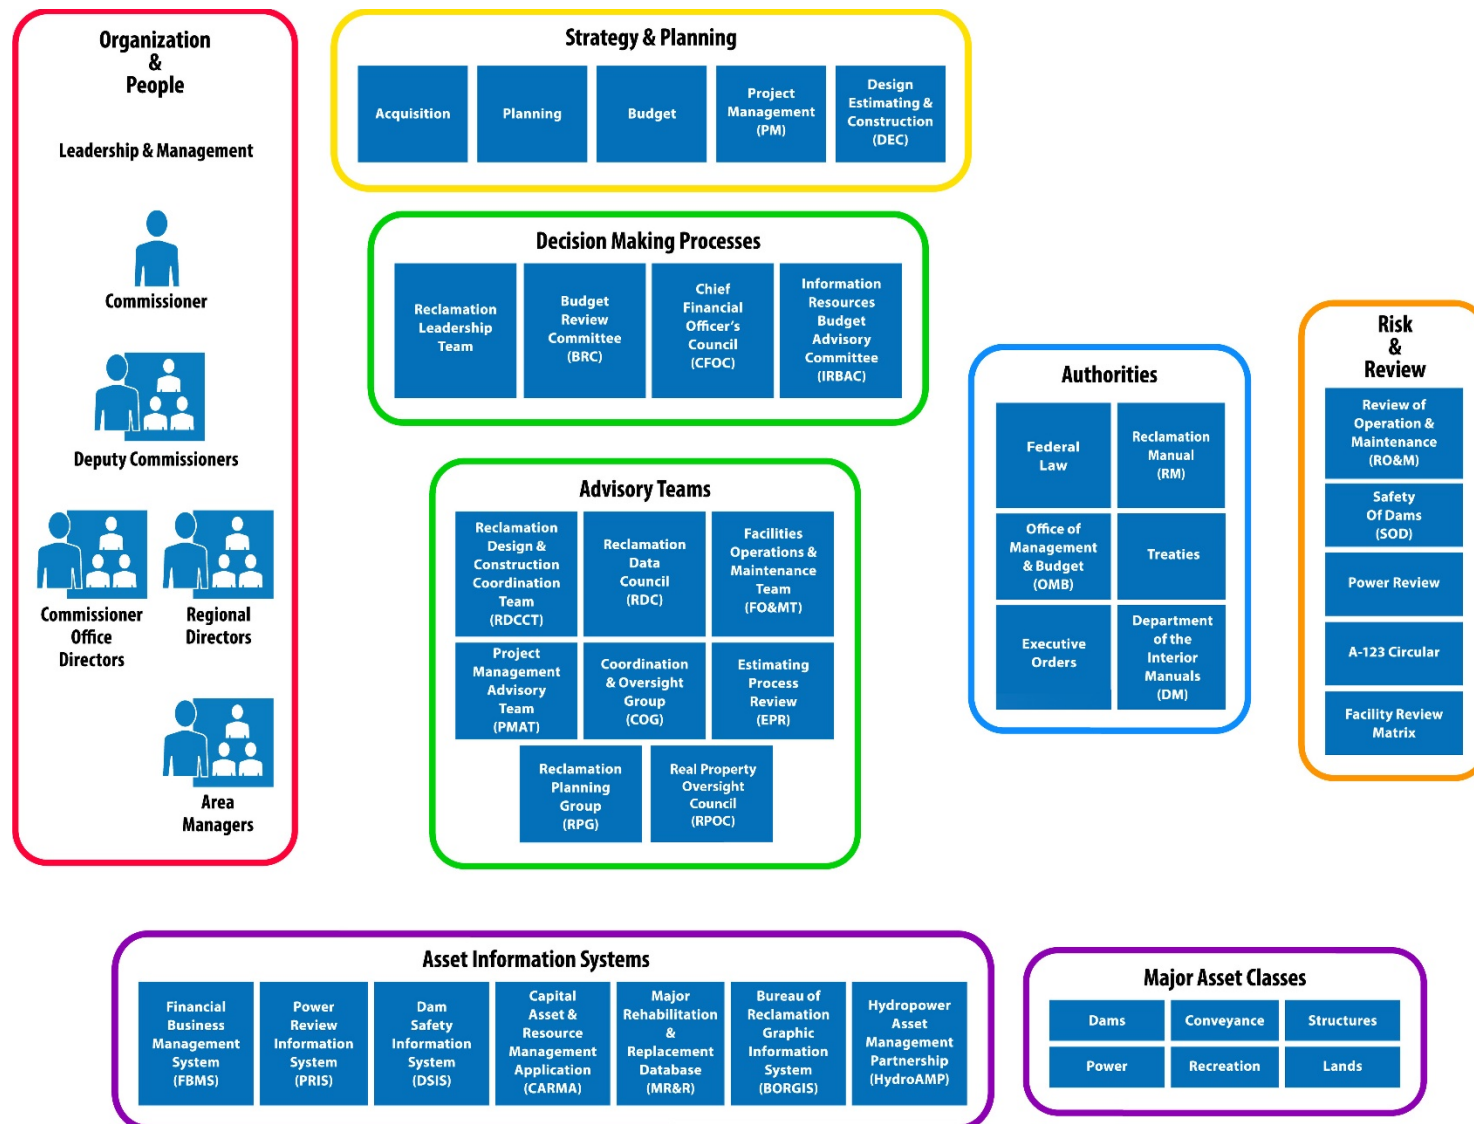 Organization
&
People
Leadership & Management
Commissioner
Deputy Commissioners
Commissioner
Office
Directors
Regional
Directors
Area
Managers
Strategy & Planning
Acquisition
Planning
Budget
Project
Management
(PM)
Design
Estimating &
Construction
(DEC)
Decision Making Processes
Reclamation
Leadership
Team
Budget
Review
Committee
(BRC)
Chief
Financial
Officer's
Council
(CFOC)
Information
Resources
Budget
Advisory
Committee
(IRBAC)
Advisory Teams
Reclamation
Design &
Construction
Coordination
Team
(RDCCT)
Reclamation
Data
Council
(RDC)
Facilities
Operations &
Maintenance
Team
(FO&MT)
Project
Management
Advisory
Team
(PMAT)
Coordination
& Oversight
Group
(COG)
Estimating
Process
Review
(EPR)
Reclamation
Planning
Group
(RPG)
Real Property
Oversight
Council
(RPOC)
Authorities
Federal
Law
Reclamation
Manual
(RM)
Office of
Management
& Budget
(OMB)
Treaties
Executive
Orders
Department
of the
Interior
Manuals
(DM)
Risk
&
Review
Review of
Operation &
Maintenance
(RO&M)
Safety
Of Dams
(SOD)
Power Review
A-123 Circular
Facility Review
Matrix
Asset Information Systems
Financial
Business
Management
System
(FBMS)
Power
Review
Information
System
(PRIS)
Dam
Safety
Information
System
(DSIS)
Capital
Asset &
Resource
Management
Application
(CARMA)
Major
Rehabilitation
&
Replacement
Database
(MR&R)
Bureau of
Reclamation
Graphic
Information
System
(BORGIS)
Hydropower
Asset
Management
Partnership
(HydroAMP)
Major Asset Classes
Dams
Conveyance
Structures
Power
Recreation
Lands